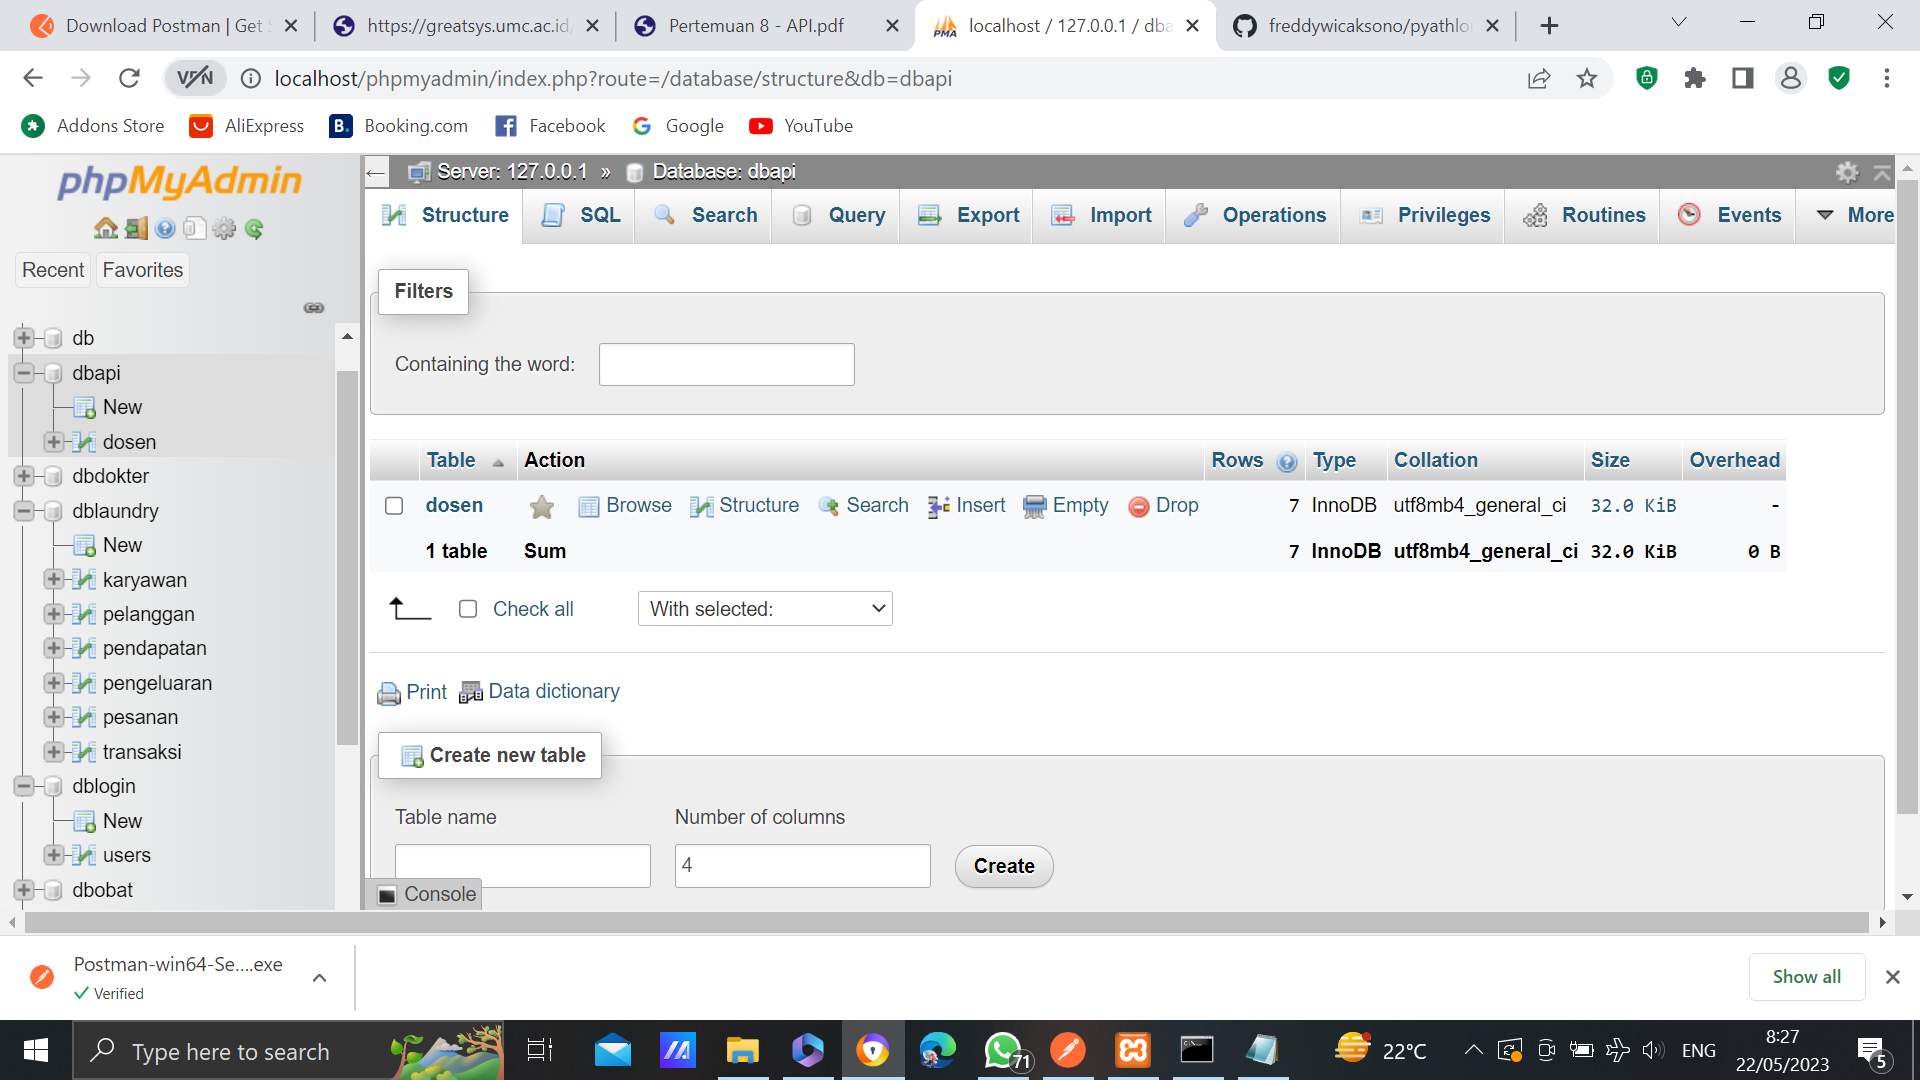 Download Postman | Get S
https://greatsys.umc.ac.id/
Pertemuan 8 - API.pdf
localhost / 127.0.0.1 / dba
freddywicaksono/pyathlon
VPN
localhost/phpmyadmin/index.php?route=/database/structure&db=dbapi
Addons Store
AliExpress
B.
Booking.com
Facebook
Google
YouTube
phpMyAdmin
Recent
Favorites
db
dbapi
New
dosen
dbdokter
dblaundry
New
karyawan
pelanggan
pendapatan
pengeluaran
pesanan
transaksi
dblogin
New
users
dbobat
Server: 127.0.0.1 » Database: dbapi
Structure
SQL
Search
Query
Export
Import
Operations
Privileges
Routines
Events
More
Filters
Containing the word:
Table Action Rows Type Collation Size Overhead
dosen Browse Structure Search Insert Empty Drop 7 InnoDB utf8mb4_general_ci 32.0 KiB -
1 table Sum 7 InnoDB utf8mb4_general_ci 32.0 KiB 0 B
Check all
With selected:
Print
Data dictionary
Create new table
Table name
Number of columns
4
Create
Console
Postman-win64-Se....exe
Verified
Show all
Type here to search
71
22°C
ENG
8:27
22/05/2023
5